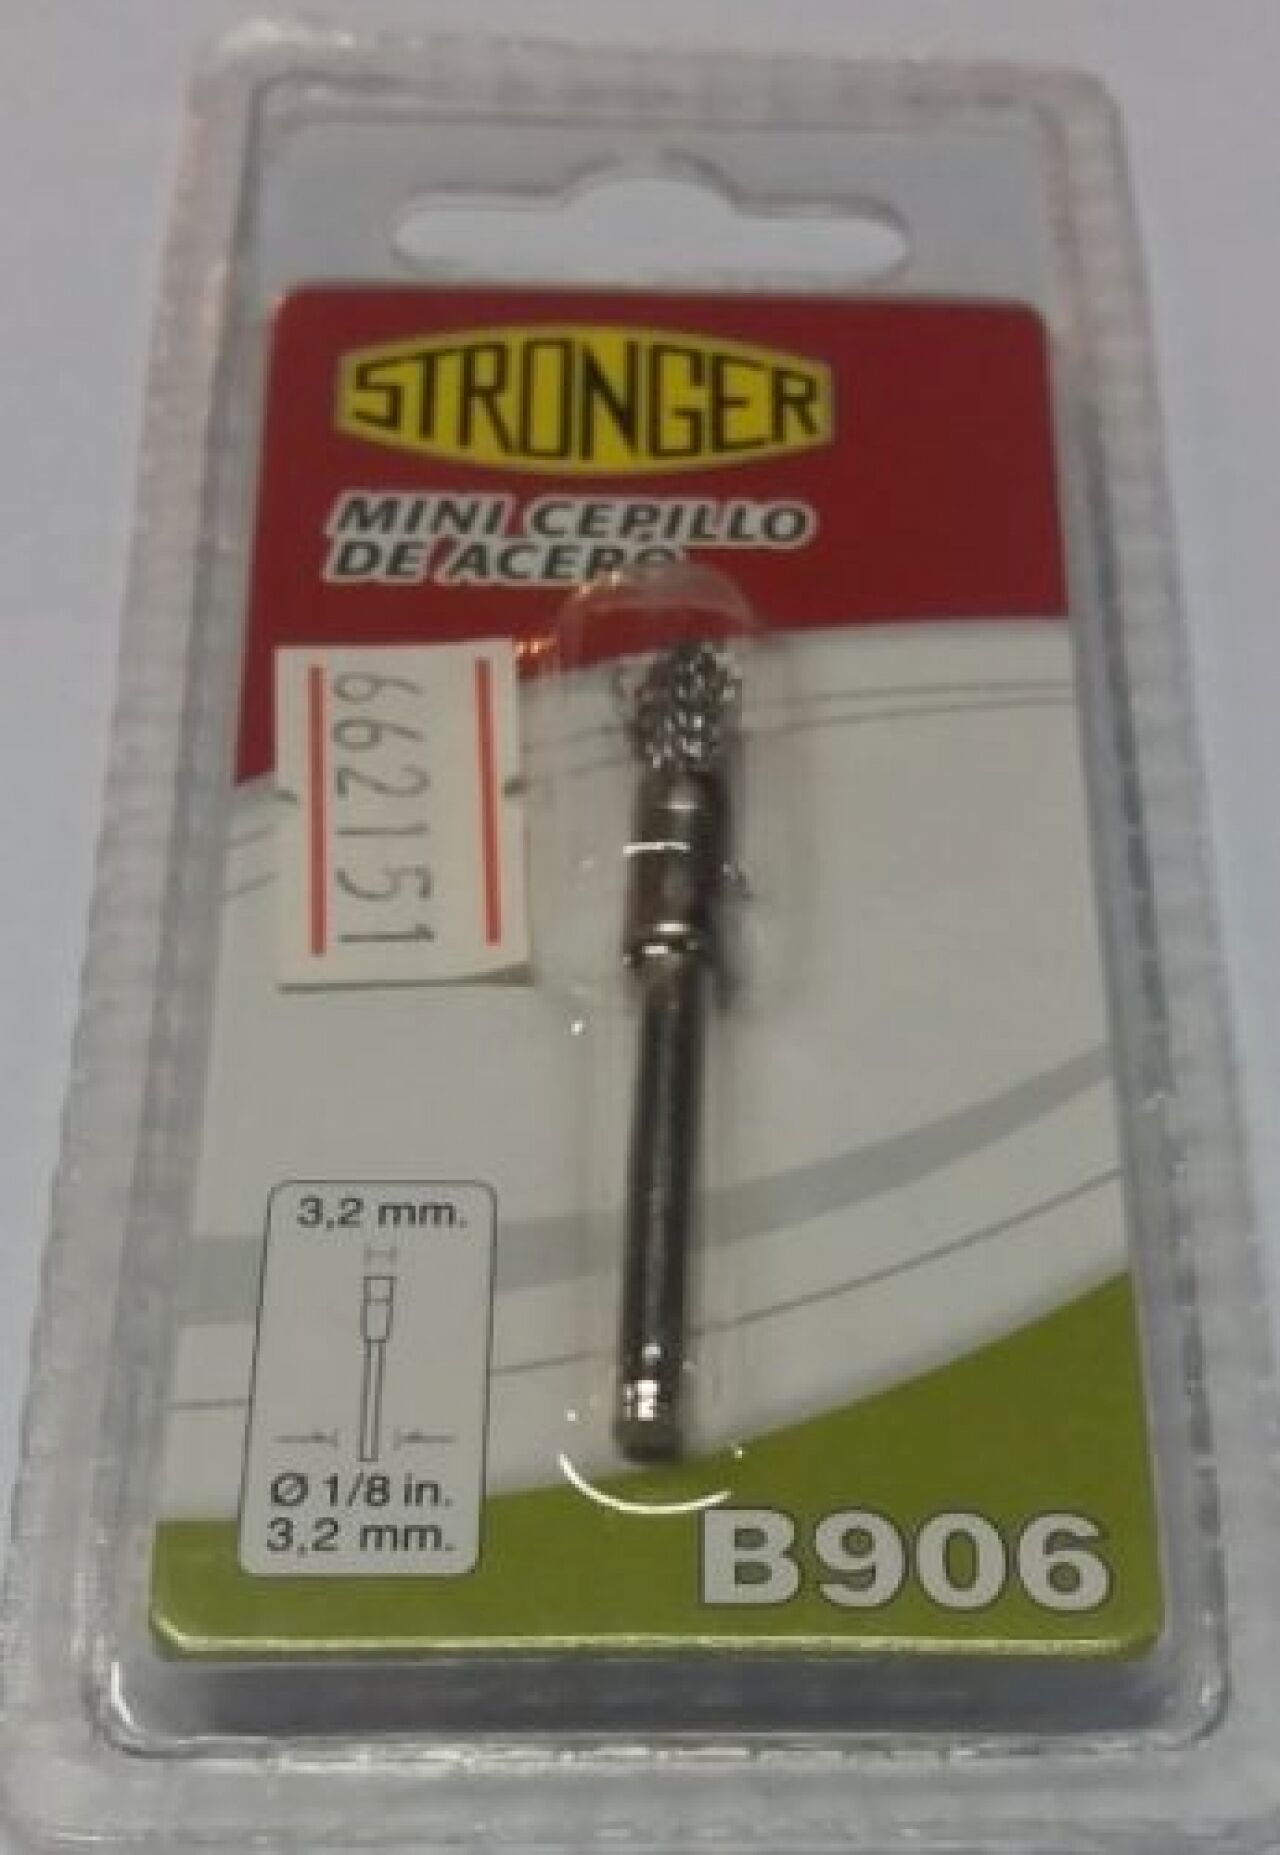 STRONGER
MINI CEPILLO
DE ACERO
662151
3,2 mm.
Ø 1/8 in.
3,2 mm.
B906